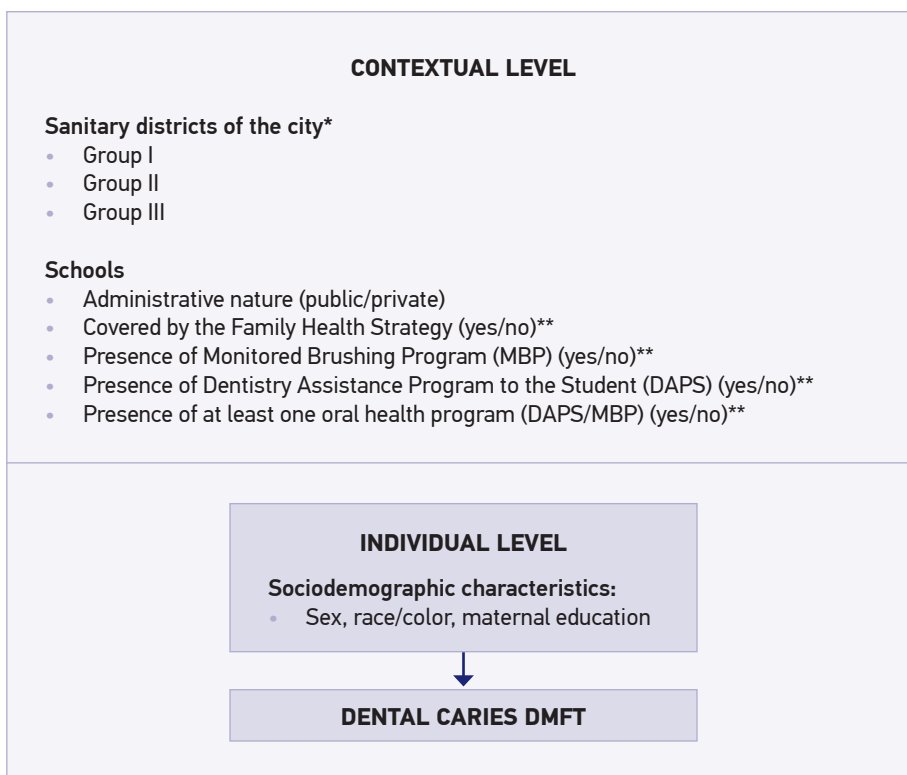 CONTEXTUAL LEVEL
Sanitary districts of the city*
• Group I
• Group II
• Group III
Schools
• Administrative nature (public/private)
• Covered by the Family Health Strategy (yes/no)**
• Presence of Monitored Brushing Program (MBP) (yes/no)**
• Presence of Dentistry Assistance Program to the Student (DAPS) (yes/no)**
• Presence of at least one oral health program (DAPS/MBP) (yes/no)**
INDIVIDUAL LEVEL
Sociodemographic characteristics:
• Sex, race/color, maternal education
DENTAL CARIES DMFT